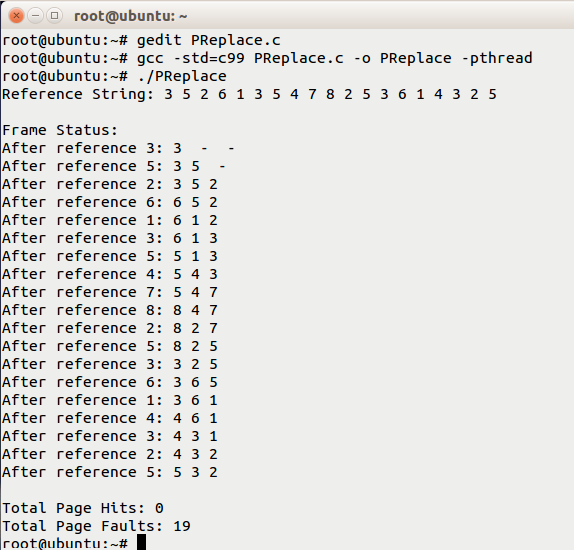 root@ubuntu: ~
root@ubuntu:~# gedit PReplace.c
root@ubuntu:~# gcc -std=c99 PReplace.c -o PReplace -pthread
root@ubuntu:~# ./PReplace
Reference String: 3 5 2 6 1 3 5 4 7 8 2 5 3 6 1 4 3 2 5
Frame Status:
After reference 3: 3  -  -
After reference 5: 3 5  -
After reference 2: 3 5 2
After reference 6: 6 5 2
After reference 1: 6 1 2
After reference 3: 6 1 3
After reference 5: 5 1 3
After reference 4: 5 4 3
After reference 7: 5 4 7
After reference 8: 8 4 7
After reference 2: 8 2 7
After reference 5: 8 2 5
After reference 3: 3 2 5
After reference 6: 3 6 5
After reference 1: 3 6 1
After reference 4: 4 6 1
After reference 3: 4 3 1
After reference 2: 4 3 2
After reference 5: 5 3 2
Total Page Hits: 0
Total Page Faults: 19
root@ubuntu:~#